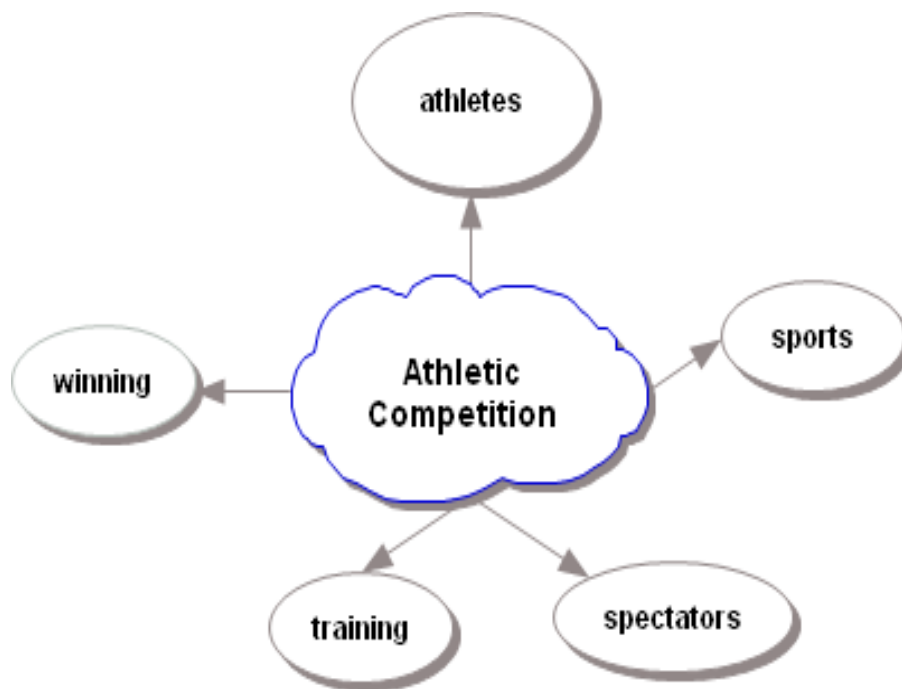 athletes
sports
winning
Athletic
Competition
training
spectators